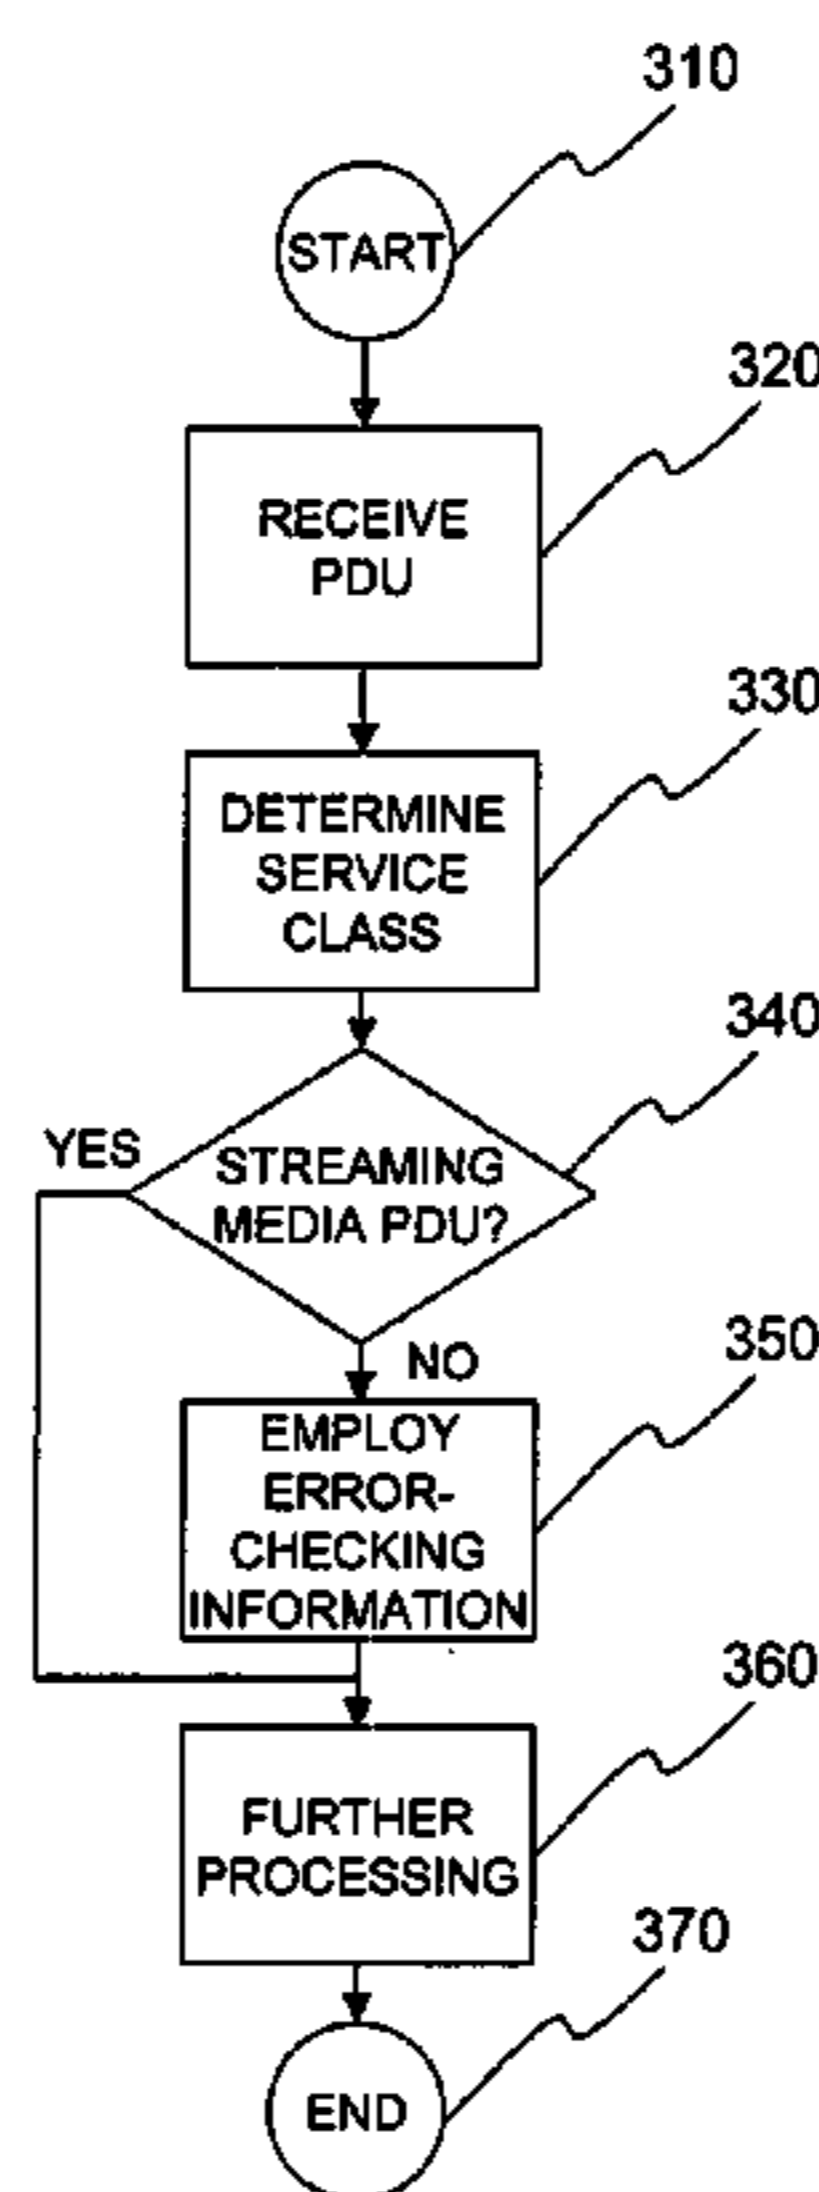 310
START
320
RECEIVE
PDU
330
DETERMINE
SERVICE
CLASS
340
YES
STREAMING
MEDIA PDU?
NO
350
EMPLOY
ERROR-
CHECKING
INFORMATION
360
FURTHER
PROCESSING
370
END